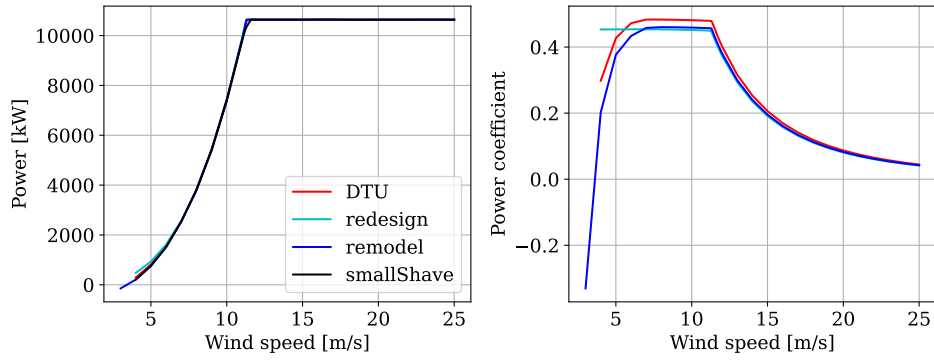 Power [kW]
10000
8000
6000
4000
2000
0
5
10
15
20
25
Wind speed [m/s]
DTU
redesign
remodel
smallShave
Power coefficient
0.4
0.2
0.0
−0.2
5
10
15
20
25
Wind speed [m/s]